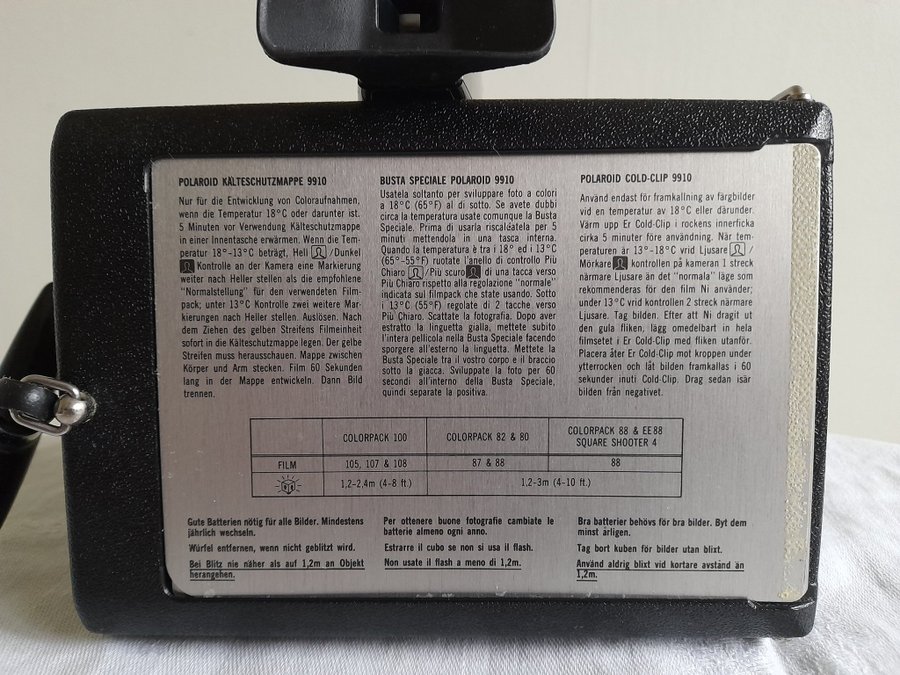 POLAROID KÄLTESCHUTZMAPPE 9910
Nur für die Entwicklung von Coloraufnahmen,
wenn die Temperatur 18°C oder darunter ist.
5 Minuten vor Verwendung Kälteschutzmappe
in einer Innentasche erwärmen. Wenn die Tem-
peratur 18°-13°C beträgt, Hell /Dunkel
Kontrolle an der Kamera eine Markierung
weiter nach Heller stellen als die empfohlene
"Normalstellung" für den verwendeten Film-
pack; unter 13°C Kontrolle zwei weitere Mar-
kierungen nach Heller stellen. Auslösen. Nach
dem Ziehen des gelben Streifens Filmeinheit
sofort in die Kälteschutzmappe legen. Der gelbe
Streifen muss herausschauen. Mappe zwischen
Körper und Arm stecken. Film 60 Sekunden
lang in der Mappe entwickeln. Dann Bild
trennen.
BUSTA SPECIALE POLAROID 9910
Usatela soltanto per sviluppare foto a colori
a 18°C (65°F) al di sotto. Se avete dubbi
circa la temperatura usate comunque la Busta
Speciale. Prima di usarla riscaldatela per 5
minuti mettendola in una tasca interna.
Quando la temperatura è tra i 18° ed i 13°C
(65°-55°F) ruotate l'anello di controllo Più
Chiaro /Più scuro di una tacca verso
Più Chiaro rispetto alla regolazione "normale"
indicata sul filmpack che state usando. Sotto
i 13°C (55°F) regolate di 2 tacche verso
Più Chiaro. Scattate la fotografia. Dopo aver
estratto la linguetta gialla, mettete subito
l'intera pellicola nella Busta Speciale facendo
sporgere all'esterno la linguetta. Mettete la
Busta Speciale tra il vostro corpo e il braccio
sotto la giacca. Sviluppate la foto per 60
secondi all'interno della Busta Speciale,
quindi separate la positiva.
POLAROID COLD-CLIP 9910
Använd endast för framkallning av färgbilder
vid en temperatur av 18°C eller därunder.
Värm upp Er Cold-Clip i rockens innerficka
cirka 5 minuter före användning. När tem-
peraturen är 13°-18°C vrid Ljusare /
Mörkare kontrollen på kameran 1 streck
närmare Ljusare än det "normala" läge som
rekommenderas för den film Ni använder;
under 13°C vrid kontrollen 2 streck närmare
Ljusare. Tag bilden. Efter att Ni dragit ut
den gula fliken, lägg omedelbart in hela
filmsetet i Er Cold-Clip med fliken utanför.
Placera åter Er Cold-Clip mot kroppen under
ytterrocken och låt bilden framkallas i 60
sekunder inuti Cold-Clip. Drag sedan isär
bilden från negativet.
COLORPACK 100 COLORPACK 82 & 80 COLORPACK 88 & EE88
SQUARE SHOOTER 4
FILM 105, 107 & 108 87 & 88 88
1,2-2,4m (4-8 ft.) 1,2-3m (4-10 ft.)
Gute Batterien nötig für alle Bilder. Mindestens
jährlich wechseln.
Würfel entfernen, wenn nicht geblitzt wird.
Bei Blitz nie näher als auf 1,2m an Objekt
herangehen.
Per ottenere buone fotografie cambiate le
batterie almeno ogni anno.
Estrarre il cubo se non si usa il flash.
Non usate il flash a meno di 1,2m.
Bra batterier behövs för bra bilder. Byt dem
minst årligen.
Tag bort kuben för bilder utan blixt.
Använd aldrig blixt vid kortare avstånd än
1,2m.